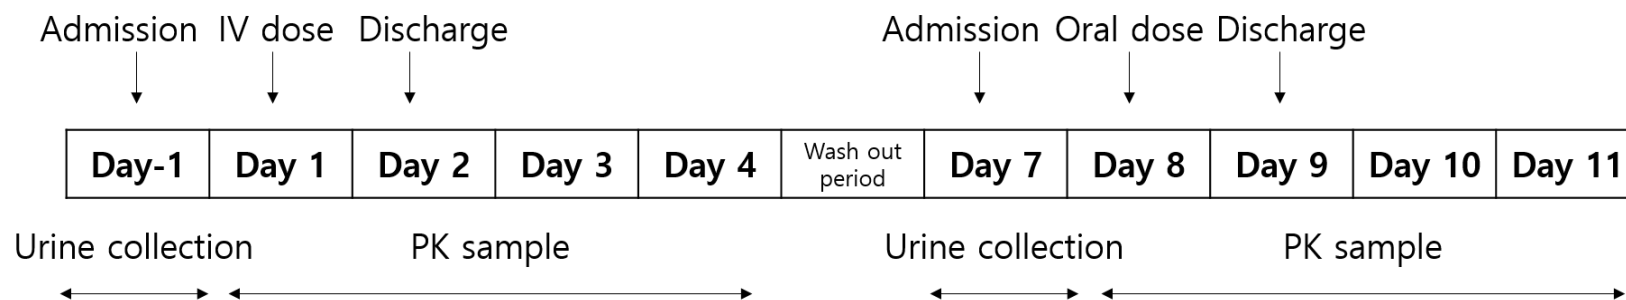 Admission IV dose Discharge Admission Oral dose Discharge
Day-1 Day 1 Day 2 Day 3 Day 4 Wash out period Day 7 Day 8 Day 9 Day 10 Day 11
Urine collection PK sample Urine collection PK sample